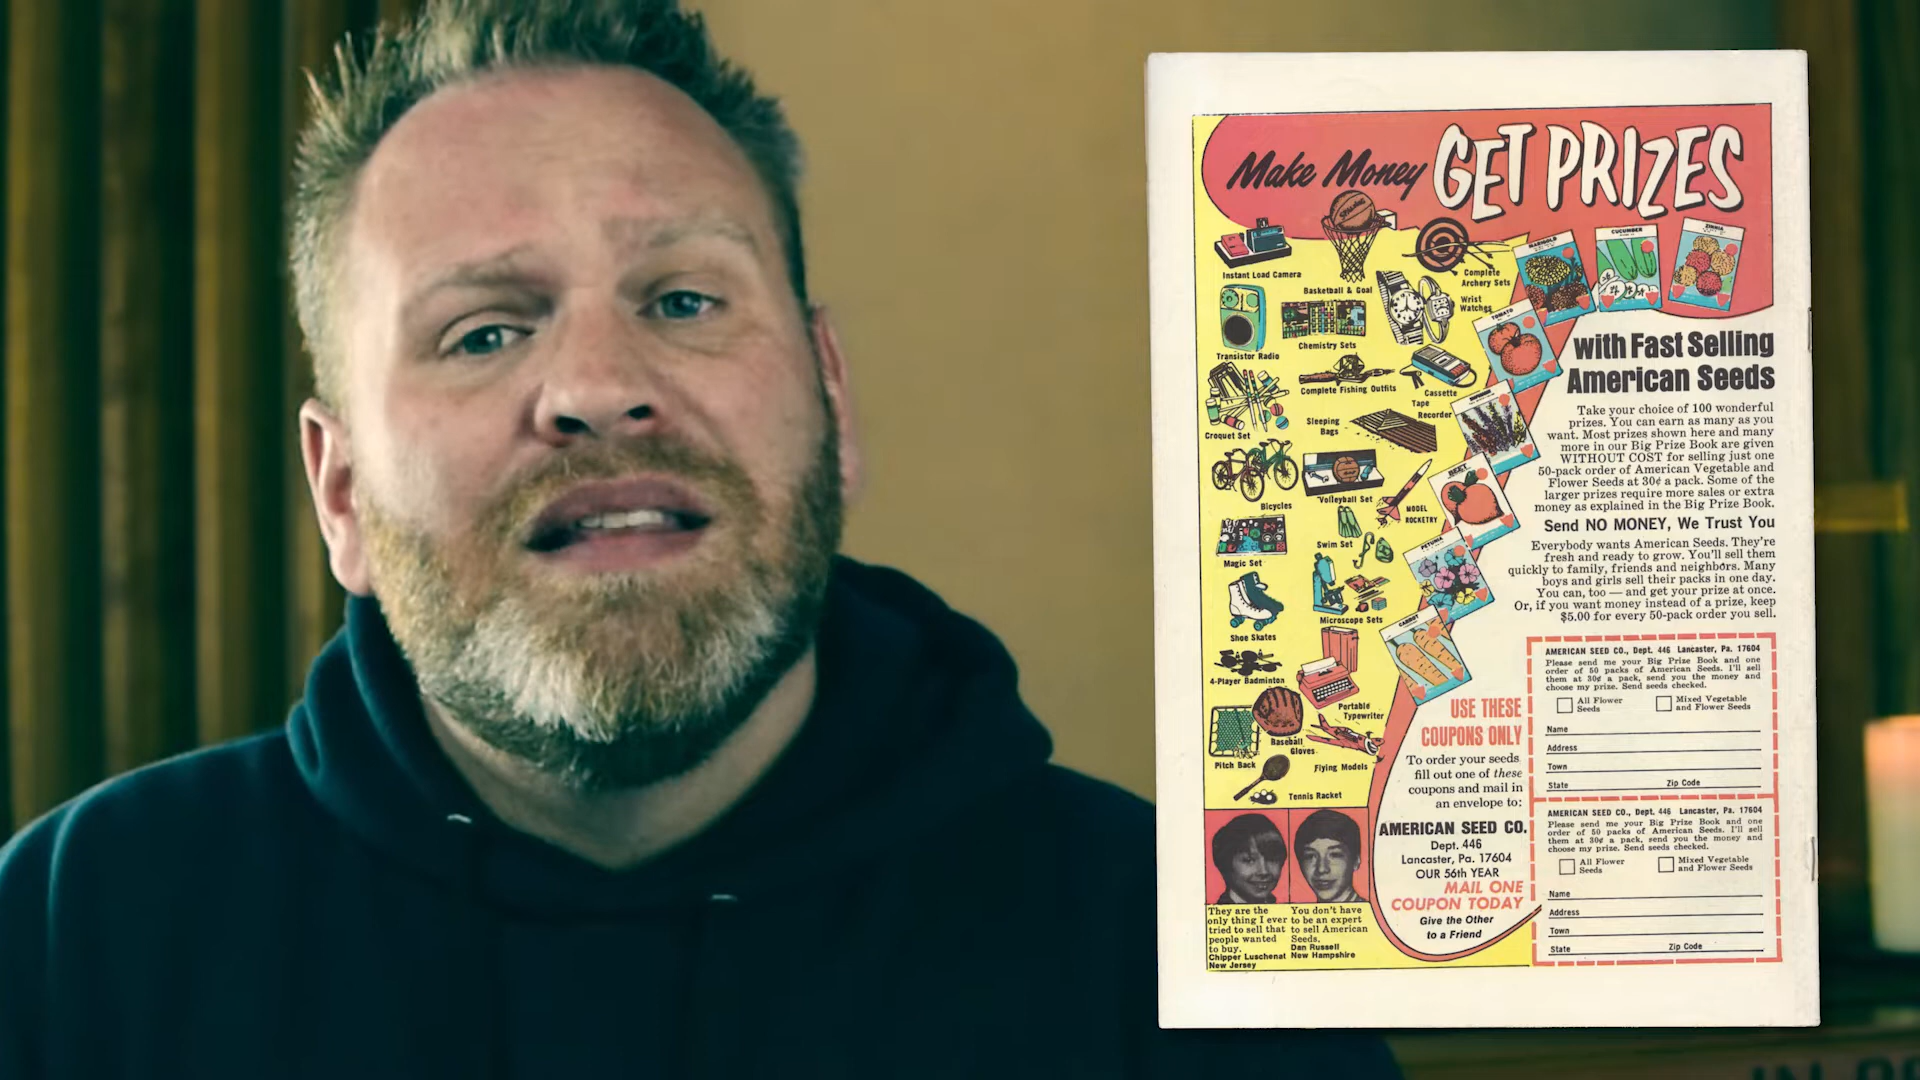 Make Money GET PRIZES
SPALDING
Instant Load Camera
Basketball & Goal
Complete
Archery Sets
Wrist
Watches
MARIGOLD
CUCUMBER
ZINNIA
Transistor Radio
Chemistry Sets
TOMATO
Complete Fishing Outfits
Cassette
Tape
Recorder
Croquet Set
Sleeping
Bags
Bicycles
Volleyball Set
MODEL
ROCKETRY
BEET
Magic Set
Swim Set
PETUNIA
Shoe Skates
Microscope Sets
CARROT
4-Player Badminton
Portable
Typewriter
Pitch Back
Baseball
Gloves
Flying Models
Tennis Racket
with Fast Selling
American Seeds
Take your choice of 100 wonderful
prizes. You can earn as many as you
want. Most prizes shown here and many
more in our Big Prize Book are given
WITHOUT COST for selling just one
50-pack order of American Vegetable and
Flower Seeds at 30¢ a pack. Some of the
larger prizes require more sales or extra
money as explained in the Big Prize Book.
Send NO MONEY, We Trust You
Everybody wants American Seeds. They're
fresh and ready to grow. You'll sell them
quickly to family, friends and neighbors. Many
boys and girls sell their packs in one day.
You can, too — and get your prize at once.
Or, if you want money instead of a prize, keep
$5.00 for every 50-pack order you sell.
USE THESE
COUPONS ONLY
To order your seeds
fill out one of these
coupons and mail in
an envelope to:
AMERICAN SEED CO.
Dept. 446
Lancaster, Pa. 17604
OUR 56th YEAR
MAIL ONE
COUPON TODAY
Give the Other
to a Friend
AMERICAN SEED CO., Dept. 446 Lancaster, Pa. 17604
Please send me your Big Prize Book and one
order of 50 packs of American Seeds. I'll sell
them at 30¢ a pack, send you the money and
choose my prize. Send seeds checked.
All Flower
Seeds
Mixed Vegetable
and Flower Seeds
Name
Address
Town
State Zip Code
AMERICAN SEED CO., Dept. 446 Lancaster, Pa. 17604
Please send me your Big Prize Book and one
order of 50 packs of American Seeds. I'll sell
them at 30¢ a pack, send you the money and
choose my prize. Send seeds checked.
All Flower
Seeds
Mixed Vegetable
and Flower Seeds
Name
Address
Town
State Zip Code
They are the
only thing I ever
tried to sell that
people wanted
to buy.
Chipper Luschenat
New Jersey
You don't have
to be an expert
to sell American
Seeds.
Dan Russell
New Hampshire